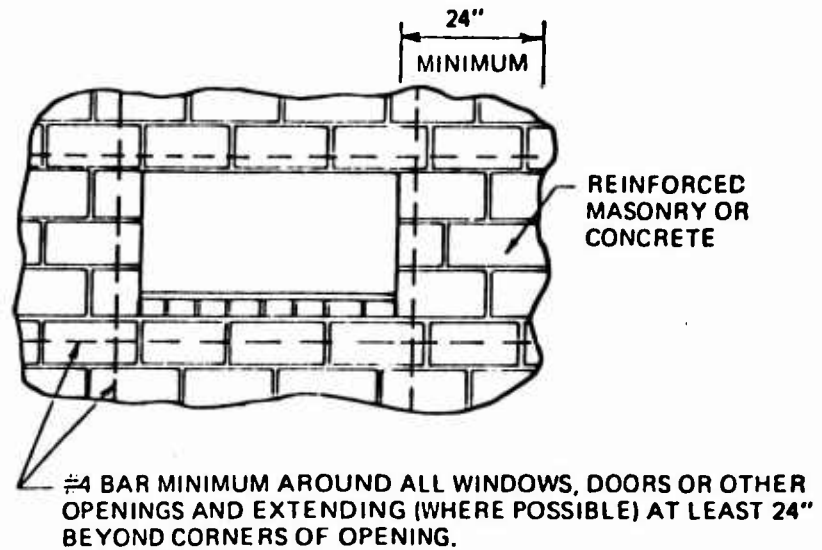 24"
MINIMUM
REINFORCED
MASONRY OR
CONCRETE
#4 BAR MINIMUM AROUND ALL WINDOWS, DOORS OR OTHER
OPENINGS AND EXTENDING (WHERE POSSIBLE) AT LEAST 24"
BEYOND CORNERS OF OPENING.